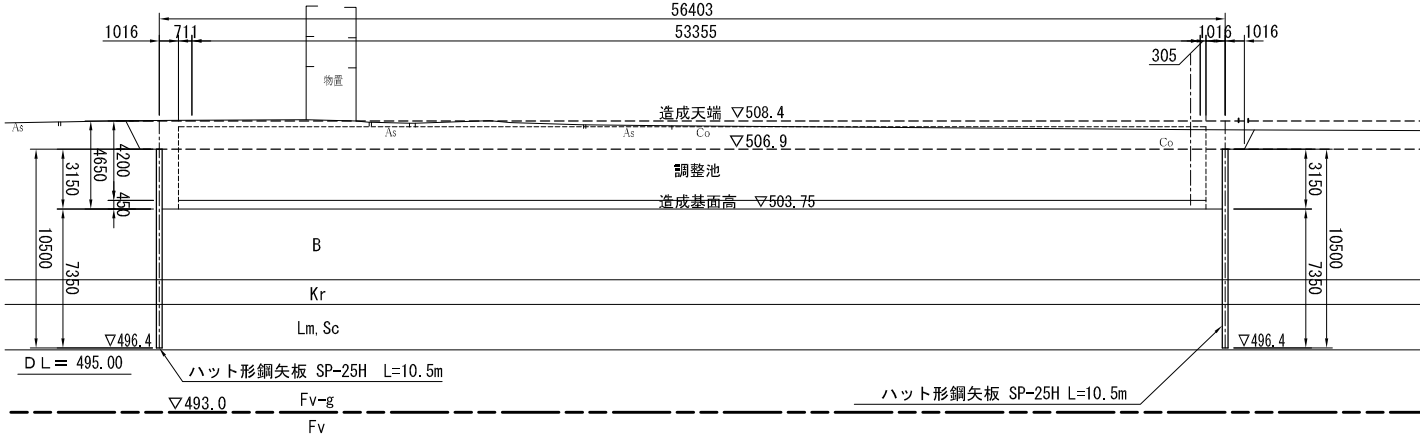 56403
1016
711
53355
1016
1016
305
物置
造成天端 ▽508.4
As
As
As
Co
▽506.9
Co
調整池
造成基面高 ▽503.75
4200
4650
3150
450
10500
7350
3150
10500
7350
B
Kr
Lm, Sc
▽496.4
▽496.4
DL= 495.00
ハット形鋼矢板 SP-25H L=10.5m
ハット形鋼矢板 SP-25H L=10.5m
▽493.0
Fv-g
Fv